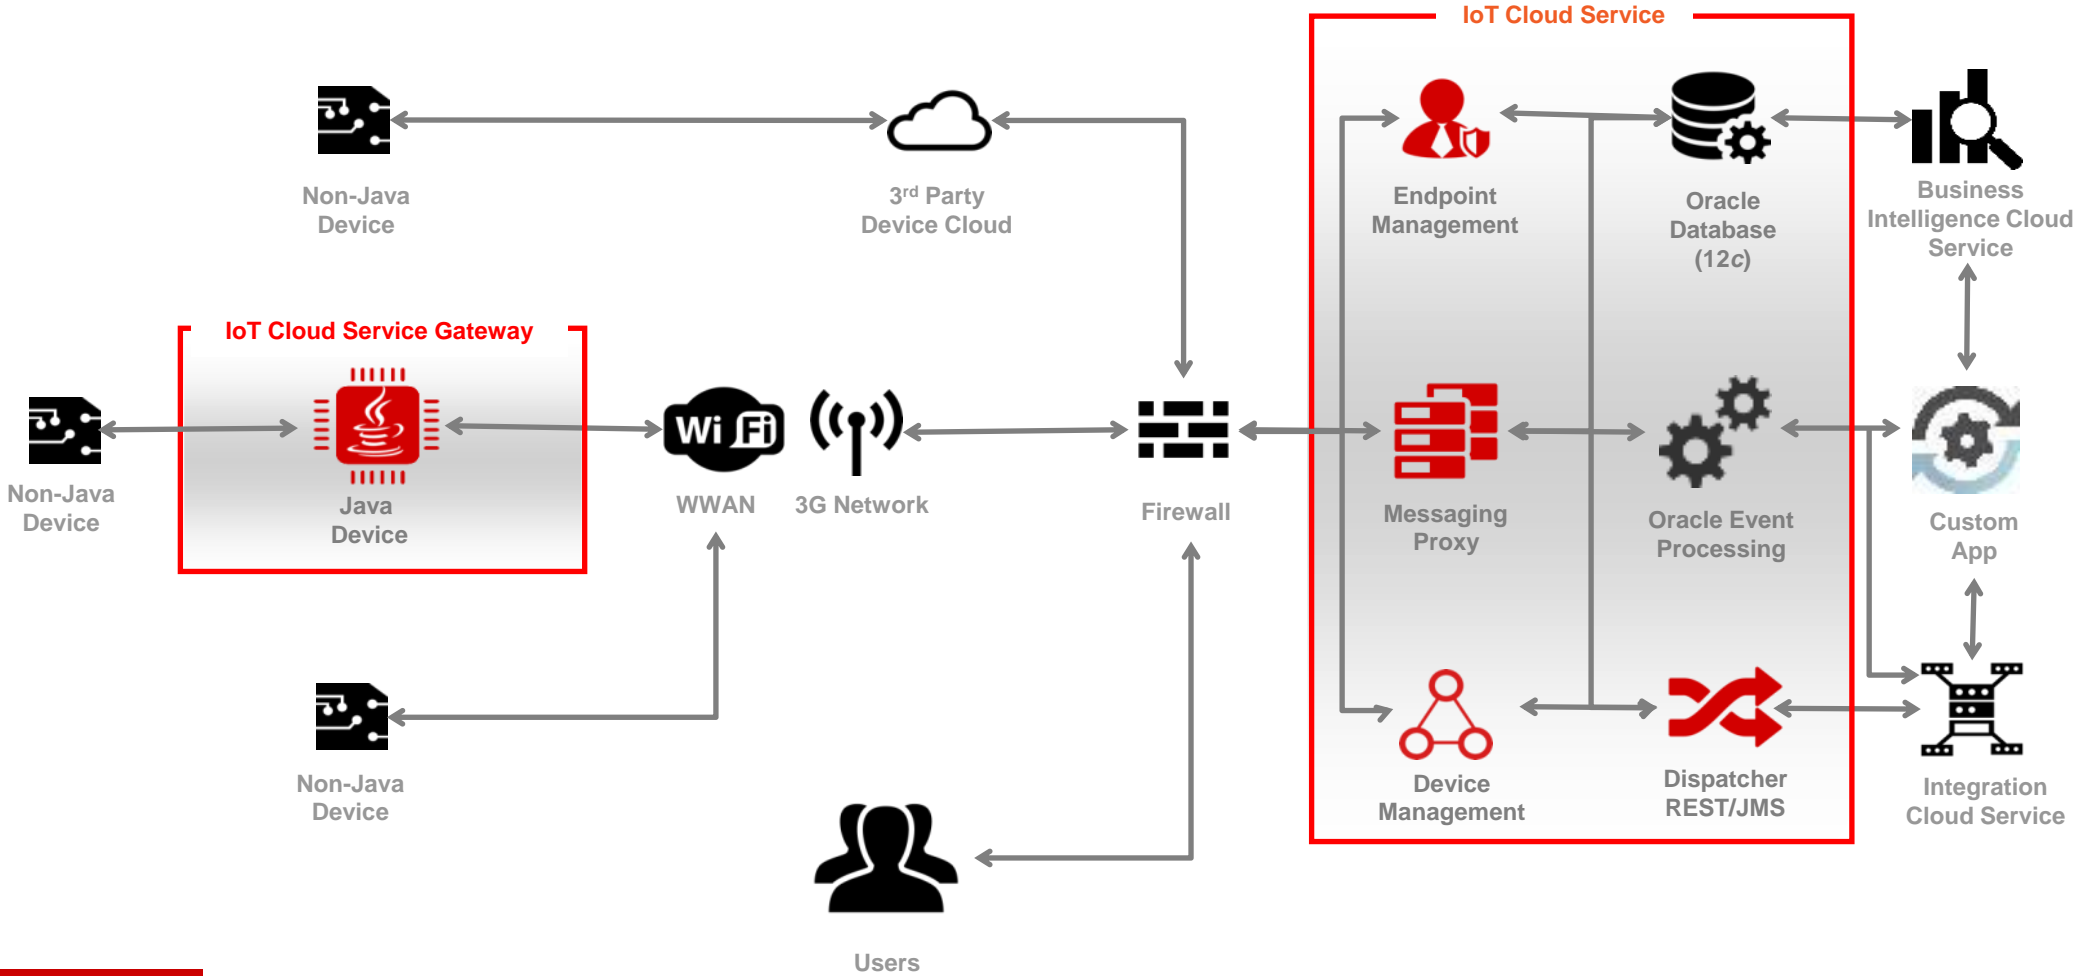 IoT Cloud Service
Non-Java
Device
3rd Party
Device Cloud
Endpoint
Management
Oracle
Database
(12c)
Business
Intelligence Cloud
Service
IoT Cloud Service Gateway
Non-Java
Device
Java
Device
Wi Fi
WWAN
3G Network
Firewall
Messaging
Proxy
Oracle Event
Processing
Custom
App
Non-Java
Device
Device
Management
Dispatcher
REST/JMS
Integration
Cloud Service
Users